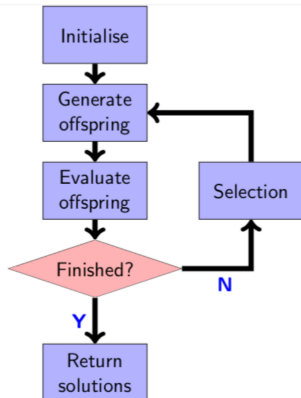 Initialise
Generate
offspring
Evaluate
offspring
Selection
Finished?
N
Y
Return
solutions